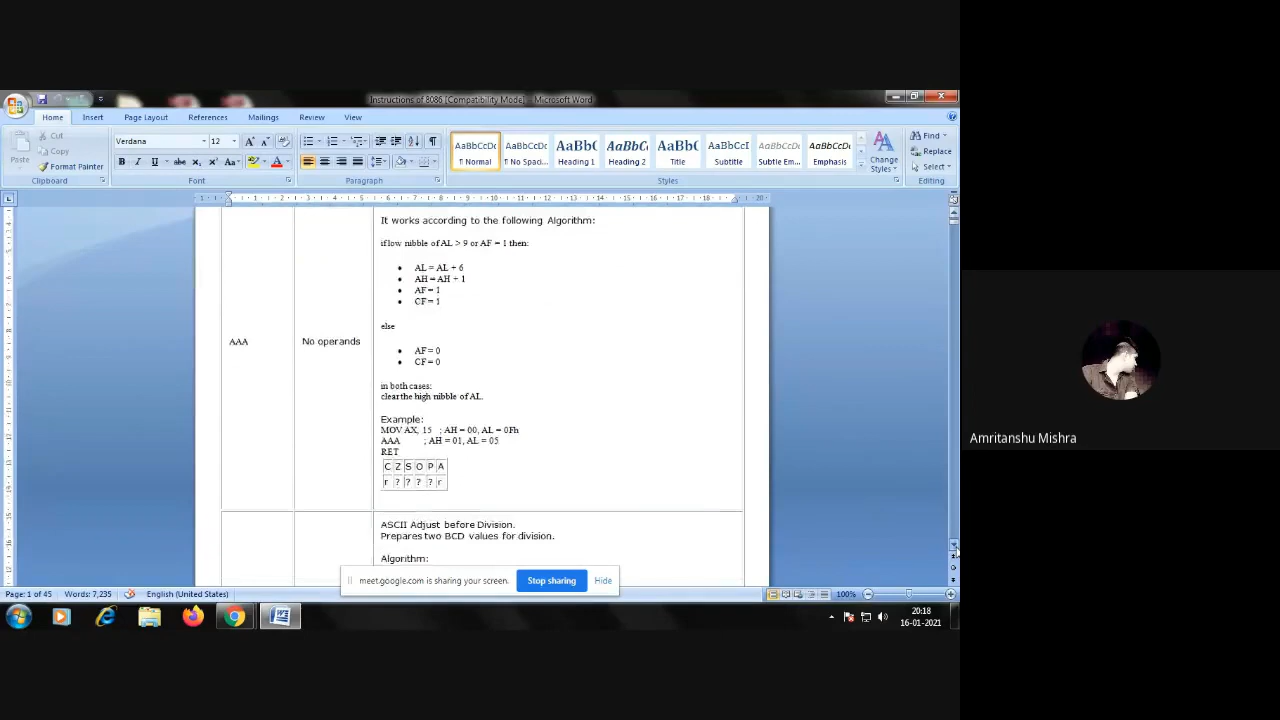 Instructions of 8086 [Compatibility Mode] - Microsoft Word
Home Insert Page Layout References Mailings Review View
Cut
Copy
Paste
Format Painter
Clipboard
Verdana 12
Font
Paragraph
AaBbCcDc AaBbCcDc AaBbC AaBbCc AaBbC AaBbCcI AaBbCcDc AaBbCcDc
¶ Normal ¶ No Spaci... Heading 1 Heading 2 Title Subtitle Subtle Em... Emphasis
Change Styles
Styles
Find
Replace
Select
Editing
It works according to the following Algorithm:
if low nibble of AL > 9 or AF = 1 then:
• AL = AL + 6
• AH = AH + 1
• AF = 1
• CF = 1
else
AAA No operands
• AF = 0
• CF = 0
in both cases:
clear the high nibble of AL.
Example:
MOV AX, 15 ; AH = 00, AL = 0Fh
AAA ; AH = 01, AL = 05
RET
C Z S O P A
r ? ? ? ? r
ASCII Adjust before Division.
Prepares two BCD values for division.
Algorithm:
meet.google.com is sharing your screen. Stop sharing Hide
Page: 1 of 45 Words: 7,235 English (United States) 100%
20:18
16-01-2021
Amritanshu Mishra